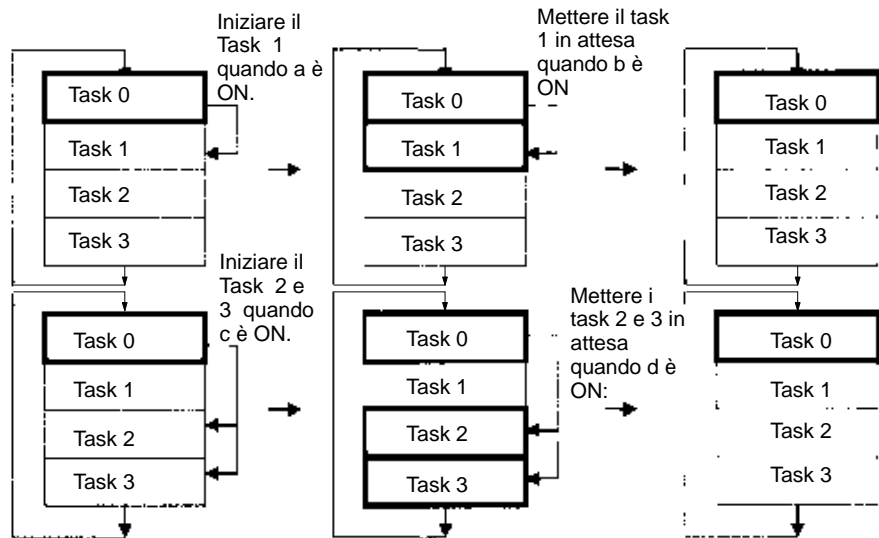 Iniziare il
Task 1
quando a è
ON.
Mettere il task
1 in attesa
quando b è
ON
Task 0
Task 1
Task 2
Task 3
Task 0
Task 1
Task 2
Task 3
Task 0
Task 1
Task 2
Task 3
Iniziare il
Task 2 e
3 quando
c è ON.
Mettere i
task 2 e 3 in
attesa
quando d è
ON:
Task 0
Task 1
Task 2
Task 3
Task 0
Task 1
Task 2
Task 3
Task 0
Task 1
Task 2
Task 3